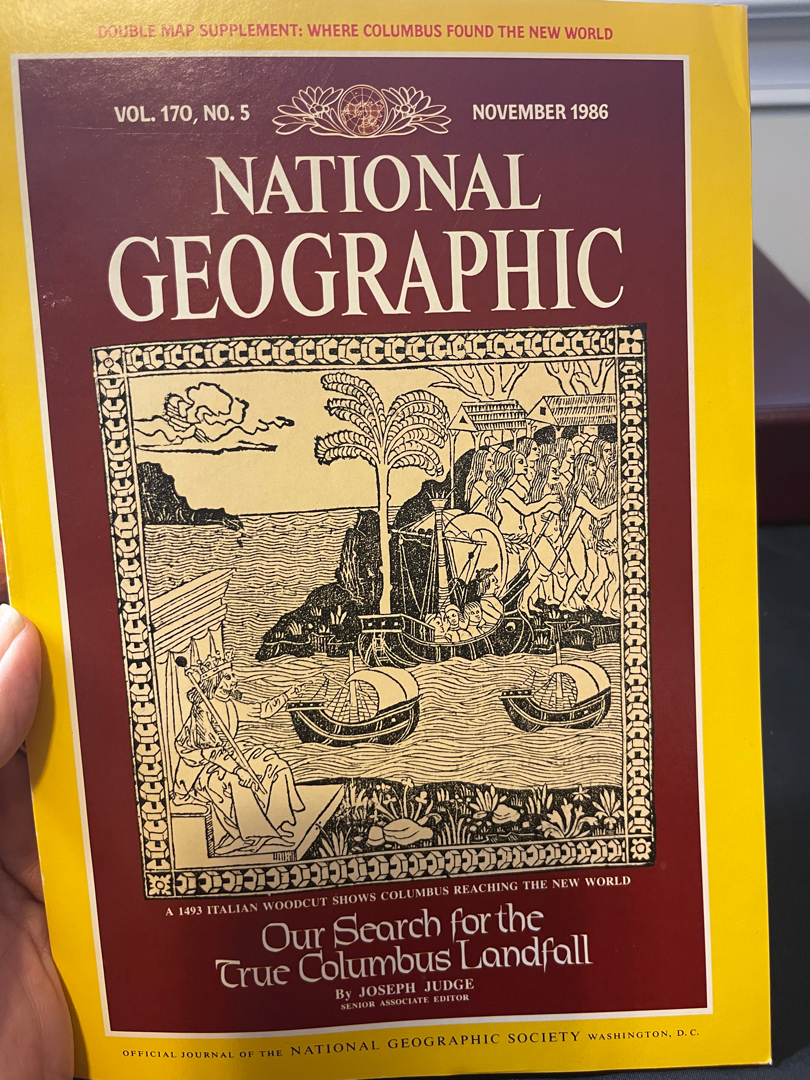 DOUBLE MAP SUPPLEMENT: WHERE COLUMBUS FOUND THE NEW WORLD
VOL. 170, NO. 5
NOVEMBER 1986
NATIONAL
GEOGRAPHIC
A 1493 ITALIAN WOODCUT SHOWS COLUMBUS REACHING THE NEW WORLD
Our Search for the
True Columbus Landfall
By JOSEPH JUDGE
SENIOR ASSOCIATE EDITOR
OFFICIAL JOURNAL OF THE NATIONAL GEOGRAPHIC SOCIETY WASHINGTON, D.C.